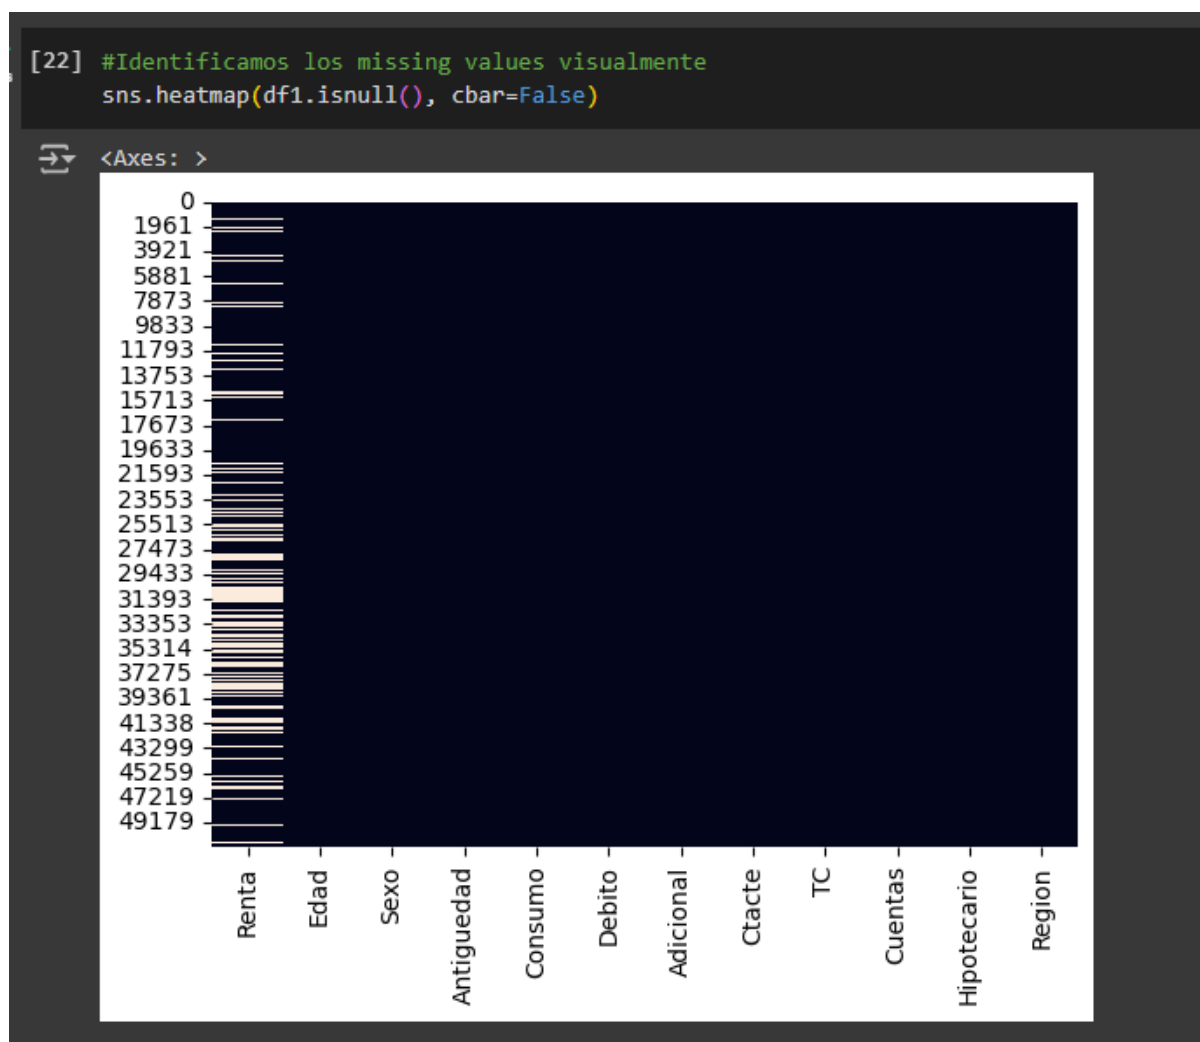 [22] #Identificamos los missing values visualmente
sns.heatmap(df1.isnull(), cbar=False)
<Axes: >
0
1961
3921
5881
7873
9833
11793
13753
15713
17673
19633
21593
23553
25513
27473
29433
31393
33353
35314
37275
39361
41338
43299
45259
47219
49179
Renta
Edad
Sexo
Antiguedad
Consumo
Debito
Adicional
Ctacte
TC
Cuentas
Hipotecario
Region